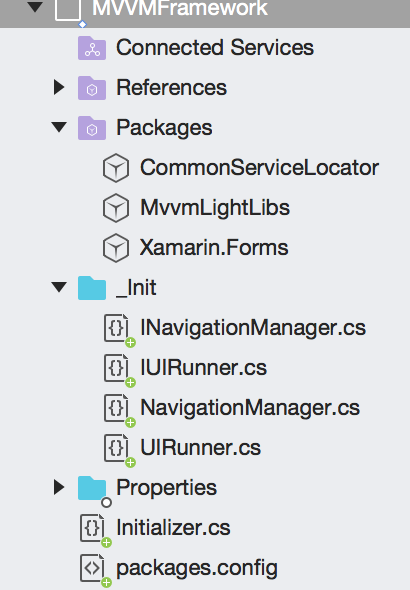 MVVMFramework
Connected Services
References
Packages
CommonServiceLocator
MvvmLightLibs
Xamarin.Forms
_Init
INavigationManager.cs
IUIRunner.cs
NavigationManager.cs
UIRunner.cs
Properties
Initializer.cs
packages.config